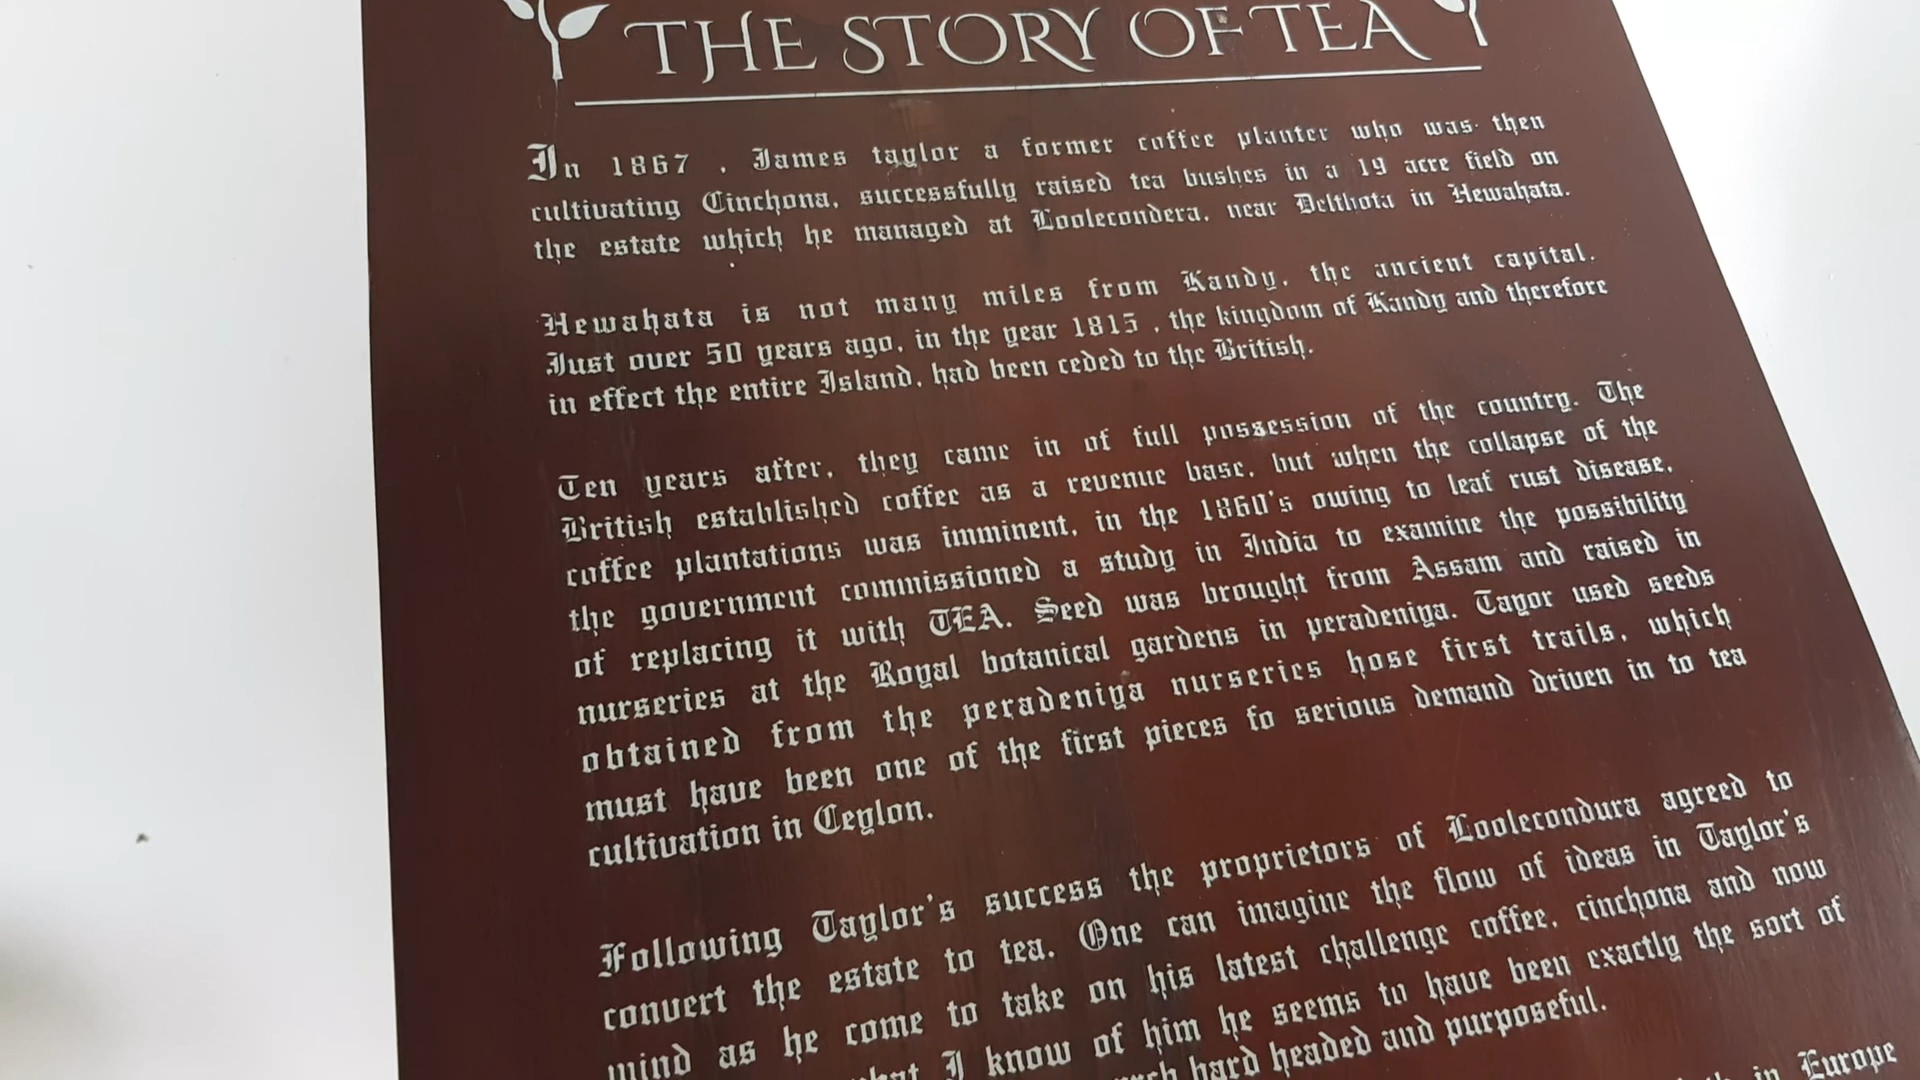 THE STORY OF TEA
In 1867 , James taylor a former coffee planter who was then
cultivating Cinchona, successfully raised tea bushes in a 19 acre field on
the estate which he managed at Loolecondera, near Delthota in Hewahata.
Hewahata is not many miles from Kandy, the ancient capital.
Just over 50 years ago, in the year 1815 , the kingdom of Kandy and therefore
in effect the entire Island, had been ceded to the British.
Ten years after, they came in of full possession of the country. The
British established coffee as a revenue base, but when the collapse of the
coffee plantations was imminent, in the 1860's owing to leaf rust disease,
the government commissioned a study in India to examine the possibility
of replacing it with TEA. Seed was brought from Assam and raised in
nurseries at the Royal botanical gardens in peradeniya. Tayor used seeds
obtained from the peradeniya nurseries hose first trails, which
must have been one of the first pieces fo serious demand driven in to tea
cultivation in Ceylon.
Following Taylor's success the proprietors of Loolecondura agreed to
convert the estate to tea. One can imagine the flow of ideas in Taylor's
mind as he come to take on his latest challenge coffee, cinchona and now
I know of him he seems to have been exactly the sort of
hard headed and purposeful.
in Europe